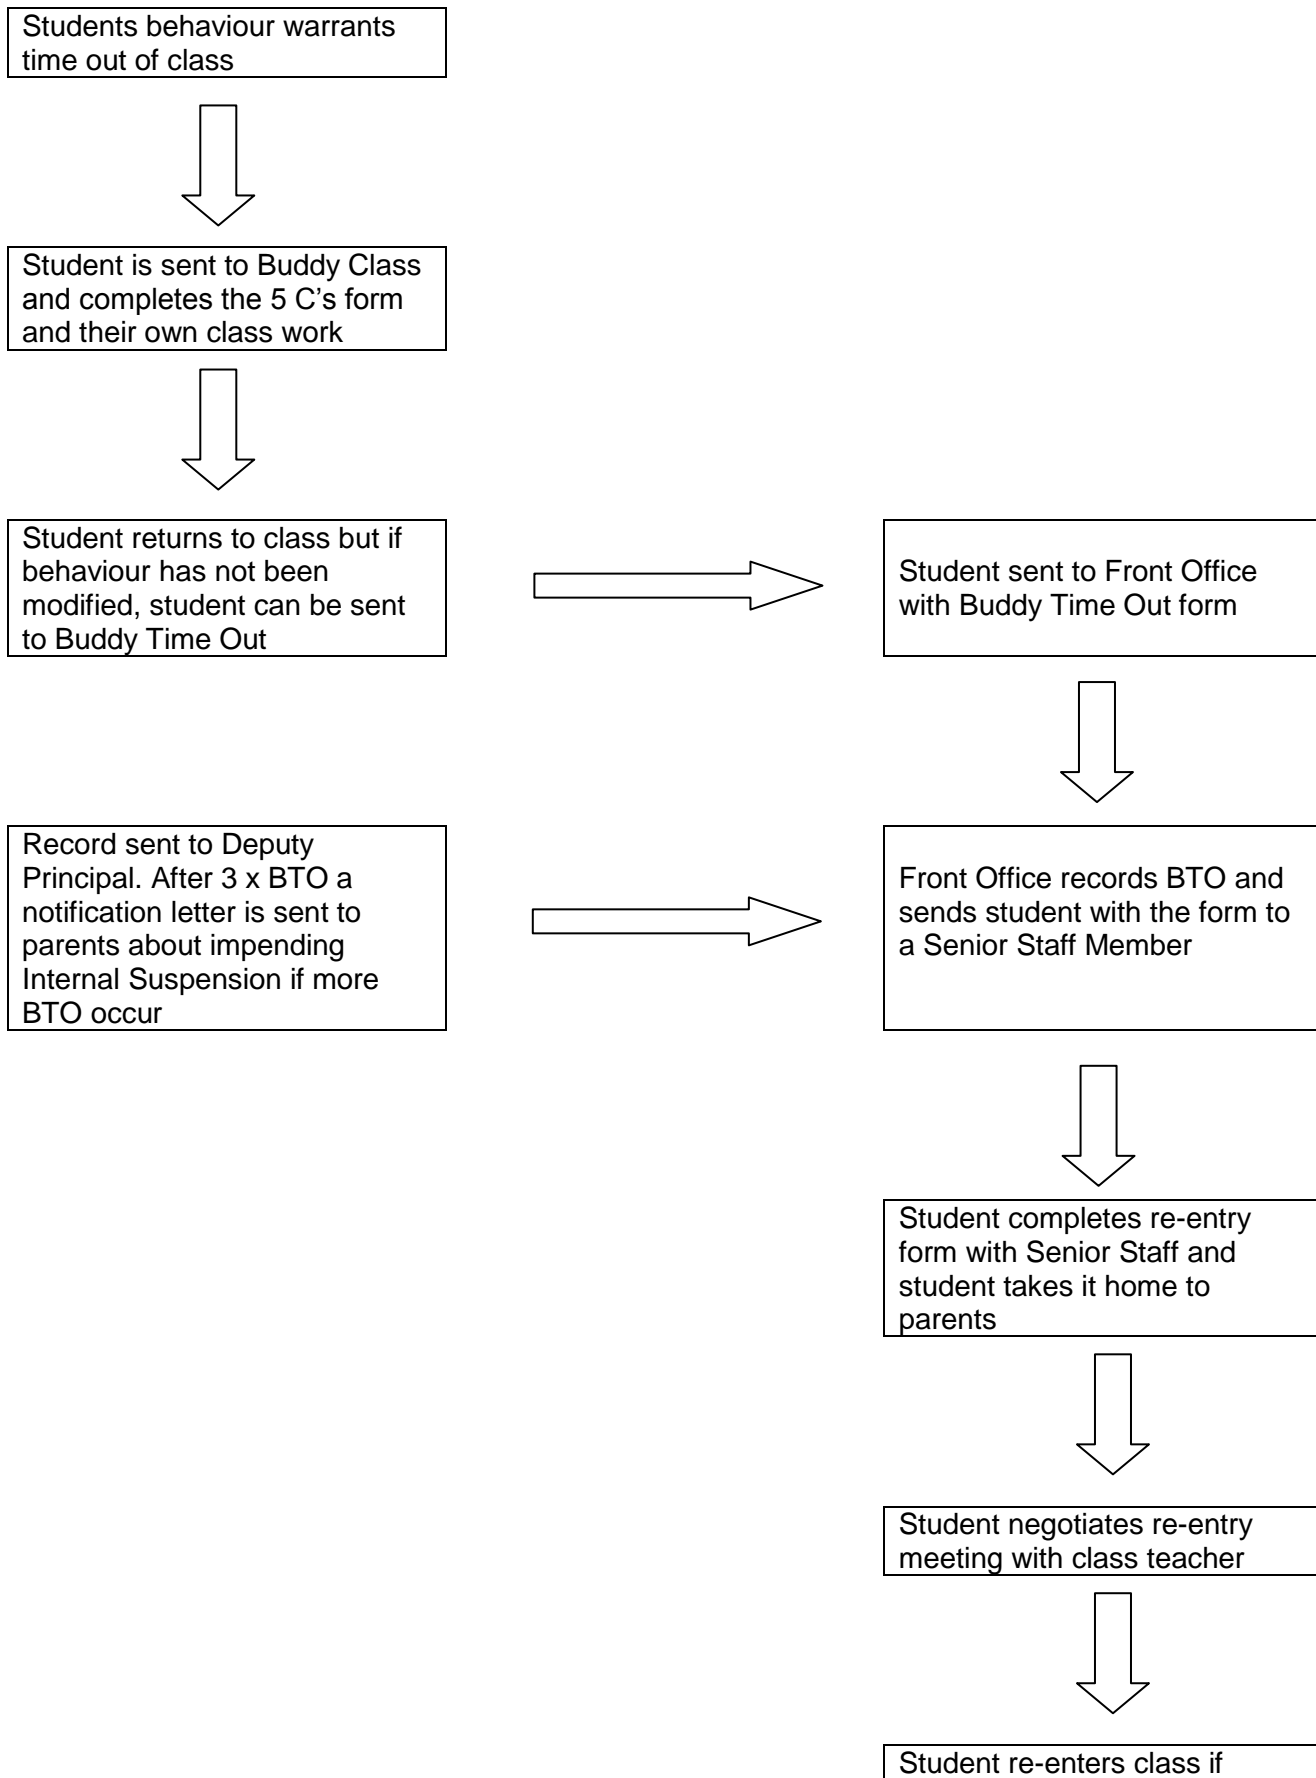 Students behaviour warrants
time out of class
Student is sent to Buddy Class
and completes the 5 C’s form
and their own class work
Student returns to class but if
behaviour has not been
modified, student can be sent
to Buddy Time Out
Student sent to Front Office
with Buddy Time Out form
Record sent to Deputy
Principal. After 3 x BTO a
notification letter is sent to
parents about impending
Internal Suspension if more
BTO occur
Front Office records BTO and
sends student with the form to
a Senior Staff Member
Student completes re-entry
form with Senior Staff and
student takes it home to
parents
Student negotiates re-entry
meeting with class teacher
Student re-enters class if